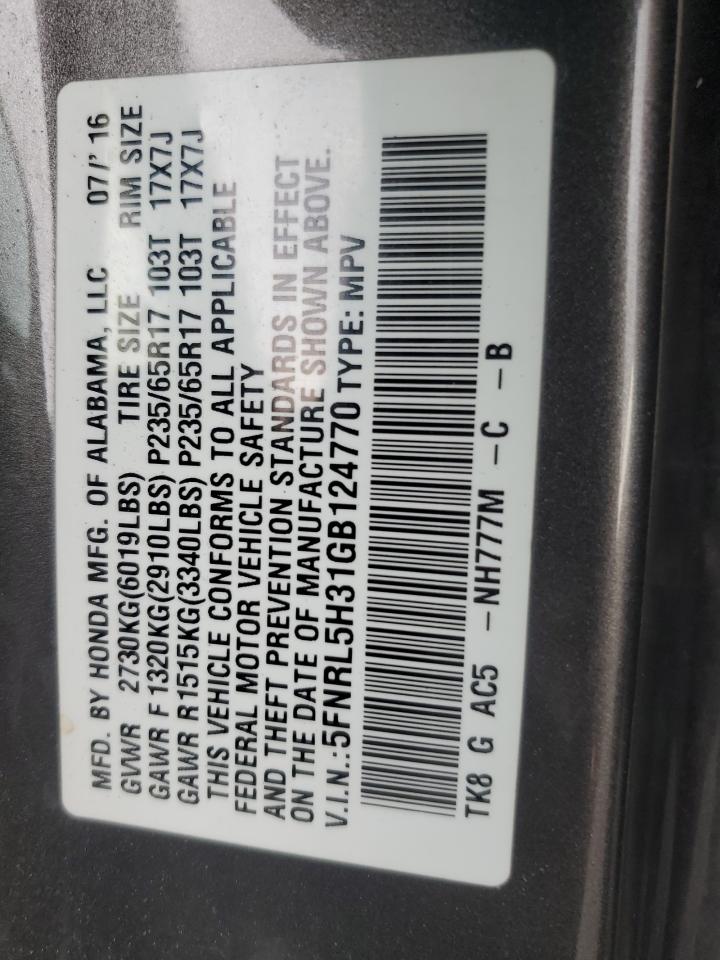 MFD. BY HONDA MFG. OF ALABAMA, LLC 07/' 16
GVWR 2730KG(6019LBS) TIRE SIZE RIM SIZE
GAWR F 1320KG(2910LBS) P235/65R17 103T 17X7J
GAWR R 1515KG(3340LBS) P235/65R17 103T 17X7J
THIS VEHICLE CONFORMS TO ALL APPLICABLE
FEDERAL MOTOR VEHICLE SAFETY
AND THEFT PREVENTION STANDARDS IN EFFECT
ON THE DATE OF MANUFACTURE SHOWN ABOVE.
V.I.N.:5FNRL5H31GB124770 TYPE: MPV
TK8 G AC5 -NH777M -C -B